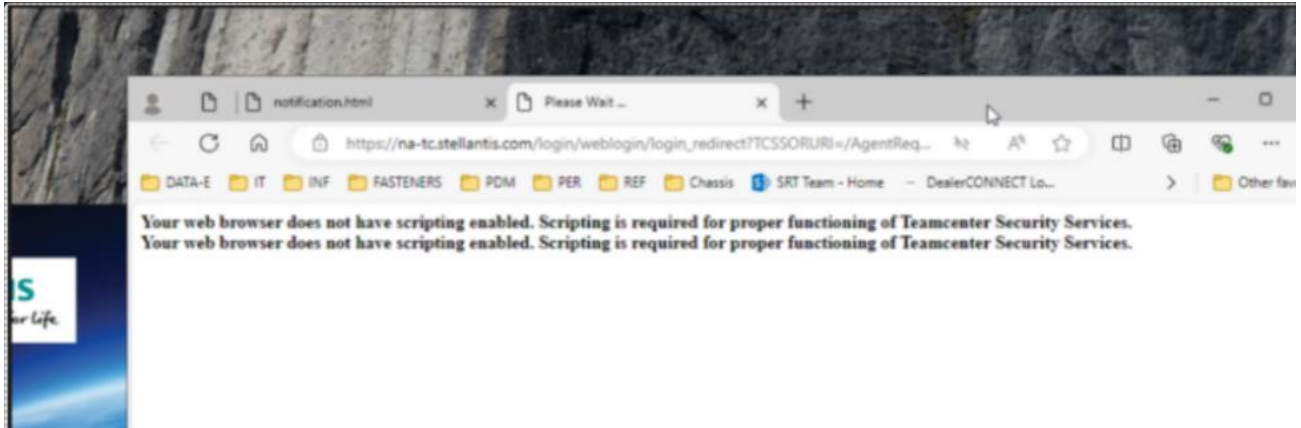 notification.html
Please Wait ...
https://na-tc.stellantis.com/login/weblogin/login_redirect?TCSSORURI=/AgentReq...
DATA-E IT INF FASTENERS PDM PER REF Chassis SRT Team - Home DealerCONNECT Lo... Other fav
Your web browser does not have scripting enabled. Scripting is required for proper functioning of Teamcenter Security Services.
Your web browser does not have scripting enabled. Scripting is required for proper functioning of Teamcenter Security Services.
IS
or life.